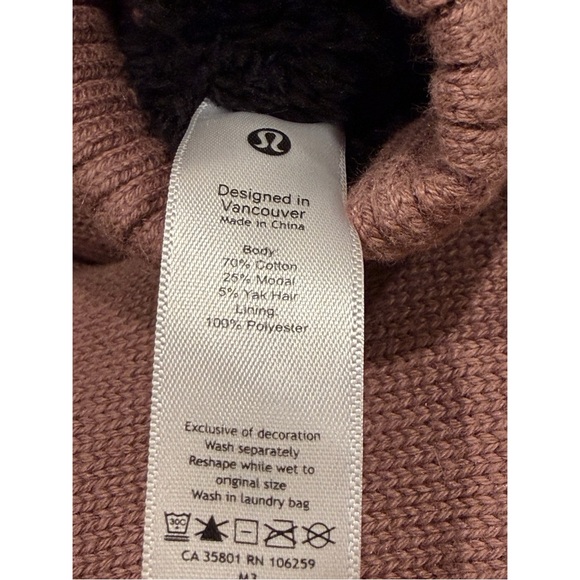 Designed in
Vancouver
Made in China
Body:
70% Cotton
25% Modal
5% Yak Hair
Lining:
100% Polyester
Exclusive of decoration
Wash separately
Reshape while wet to
original size
Wash in laundry bag
30C
CA 35801 RN 106259